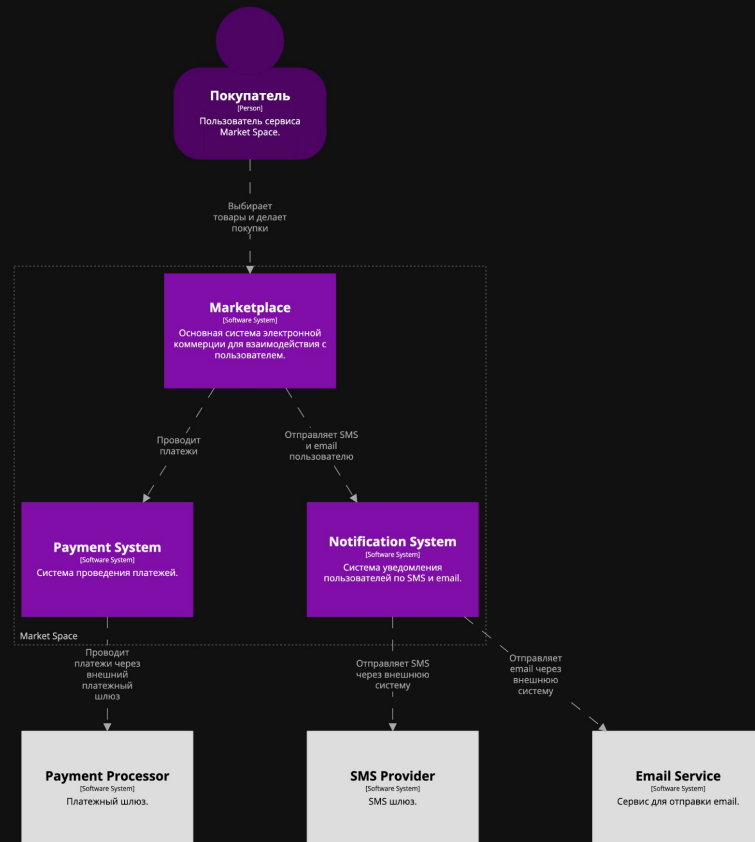 Покупатель
[Person]
Пользователь сервиса
Market Space.
Выбирает
товары и делает
покупки
Marketplace
[Software System]
Основная система электронной
коммерции для взаимодействия с
пользователем.
Проводит
платежи
Отправляет SMS
и email
пользователю
Payment System
[Software System]
Система проведения платежей.
Notification System
[Software System]
Система уведомления
пользователей по SMS и email.
Market Space
Проводит
платежи через
внешний
платежный
шлюз
Отправляет SMS
через внешнюю
систему
Отправляет
email через
внешнюю
систему
Payment Processor
[Software System]
Платежный шлюз.
SMS Provider
[Software System]
SMS шлюз.
Email Service
[Software System]
Сервис для отправки email.